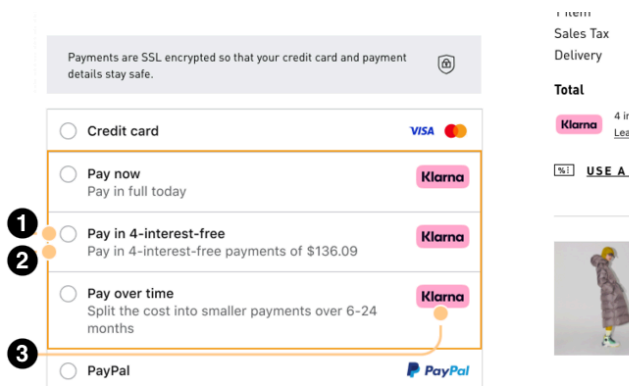 Payments are SSL encrypted so that your credit card and payment
details stay safe.
Credit card
VISA
Pay now
Pay in full today
Klarna
1
Pay in 4-interest-free
2
Pay in 4-interest-free payments of $136.09
Klarna
Pay over time
Split the cost into smaller payments over 6-24
months
Klarna
3
PayPal
PayPal
1 item
Sales Tax
Delivery
Total
Klarna
4
USE A